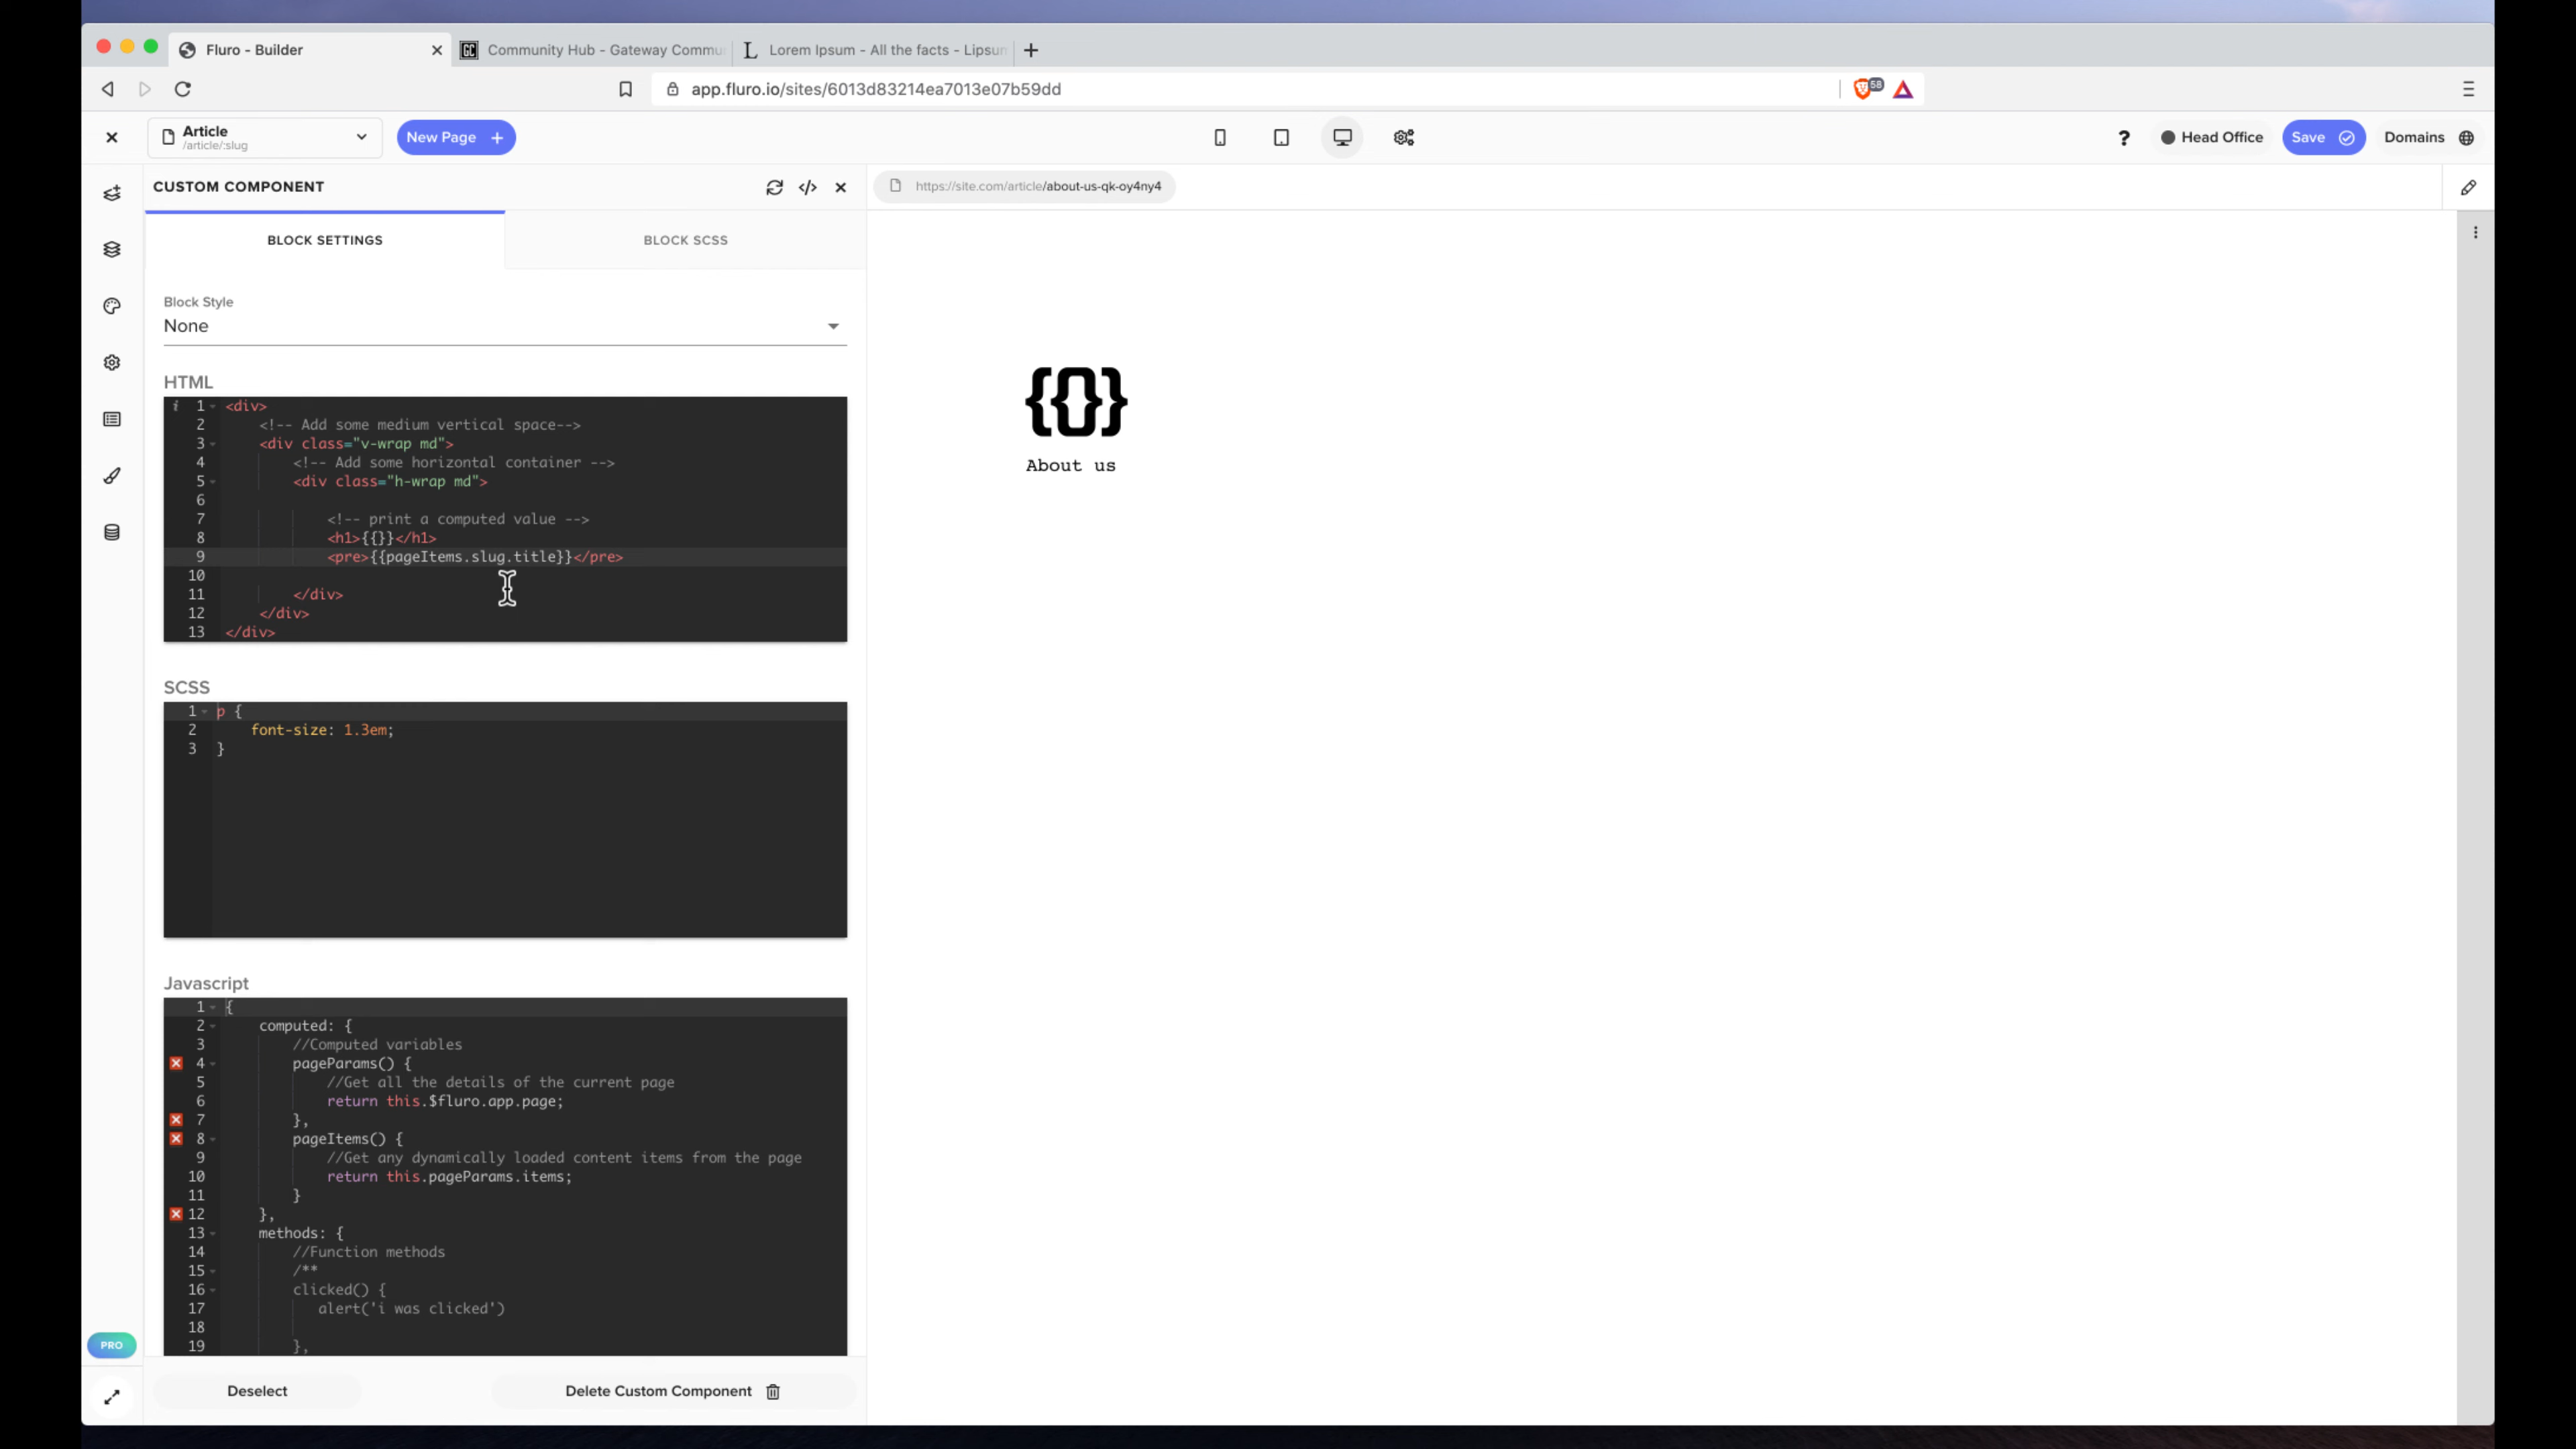 Fluro - Builder
Community Hub - Gateway Commu
L Lorem Ipsum - All the facts - Lipsu
app.fluro.io/sites/6013d83214ea7013e07b59dd
58
Article
/article/:slug
New Page +
? Head Office Save Domains
CUSTOM COMPONENT
https://site.com/article/about-us-qk-oy4ny4
BLOCK SETTINGS
BLOCK SCSS
Block Style
None
HTML
i 1 <div>
2 <!-- Add some medium vertical space-->
3 <div class="v-wrap md">
4 <!-- Add some horizontal container -->
5 <div class="h-wrap md">
6
7 <!-- print a computed value -->
8 <h1>{{}}</h1>
9 <pre>{{pageItems.slug.title}}</pre>
10
11 </div>
12 </div>
13 </div>
SCSS
1 p {
2 font-size: 1.3em;
3 }
Javascript
1 {
2 computed: {
3 //Computed variables
4 pageParams() {
5 //Get all the details of the current page
6 return this.$fluro.app.page;
7 },
8 pageItems() {
9 //Get any dynamically loaded content items from the page
10 return this.pageParams.items;
11 }
12 },
13 methods: {
14 //Function methods
15 /**
16 clicked() {
17 alert('i was clicked')
18
19 },
PRO
Deselect
Delete Custom Component
{{}}
About us